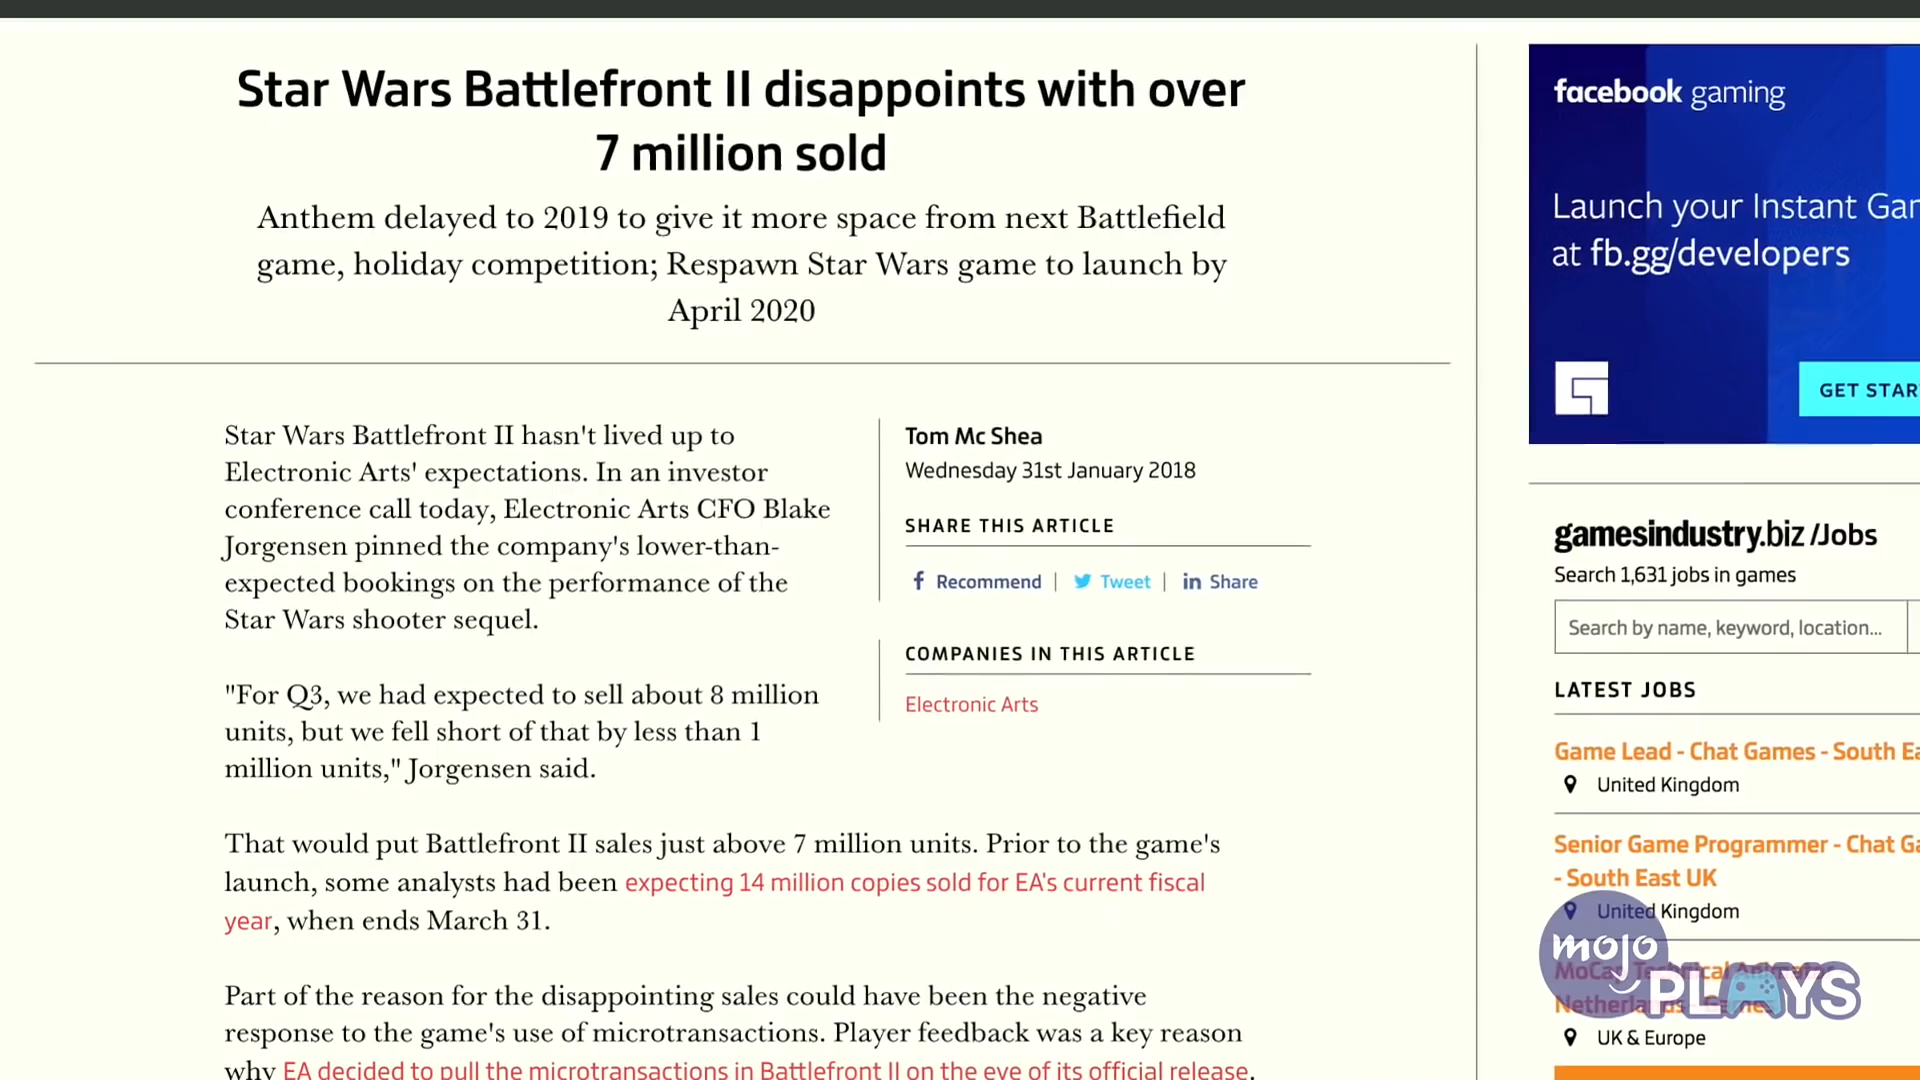 Star Wars Battlefront II disappoints with over
7 million sold
Anthem delayed to 2019 to give it more space from next Battlefield
game, holiday competition; Respawn Star Wars game to launch by
April 2020
Star Wars Battlefront II hasn't lived up to
Electronic Arts' expectations. In an investor
conference call today, Electronic Arts CFO Blake
Jorgensen pinned the company's lower-than-
expected bookings on the performance of the
Star Wars shooter sequel.
"For Q3, we had expected to sell about 8 million
units, but we fell short of that by less than 1
million units," Jorgensen said.
Tom Mc Shea
Wednesday 31st January 2018
SHARE THIS ARTICLE
Recommend | Tweet | in Share
COMPANIES IN THIS ARTICLE
Electronic Arts
That would put Battlefront II sales just above 7 million units. Prior to the game's
launch, some analysts had been expecting 14 million copies sold for EA's current fiscal
year, when ends March 31.
Part of the reason for the disappointing sales could have been the negative
response to the game's use of microtransactions. Player feedback was a key reason
why EA decided to pull the microtransactions in Battlefront II on the eve of its official release.
facebook gaming
Launch your Instant Gam
at fb.gg/developers
GET STAR
gamesindustry.biz /Jobs
Search 1,631 jobs in games
Search by name, keyword, location...
LATEST JOBS
Game Lead - Chat Games - South Ea
United Kingdom
Senior Game Programmer - Chat Ga
- South East UK
United Kingdom
MoCap Technical Animator
Netherlands
UK & Europe
mojo
PLAYS